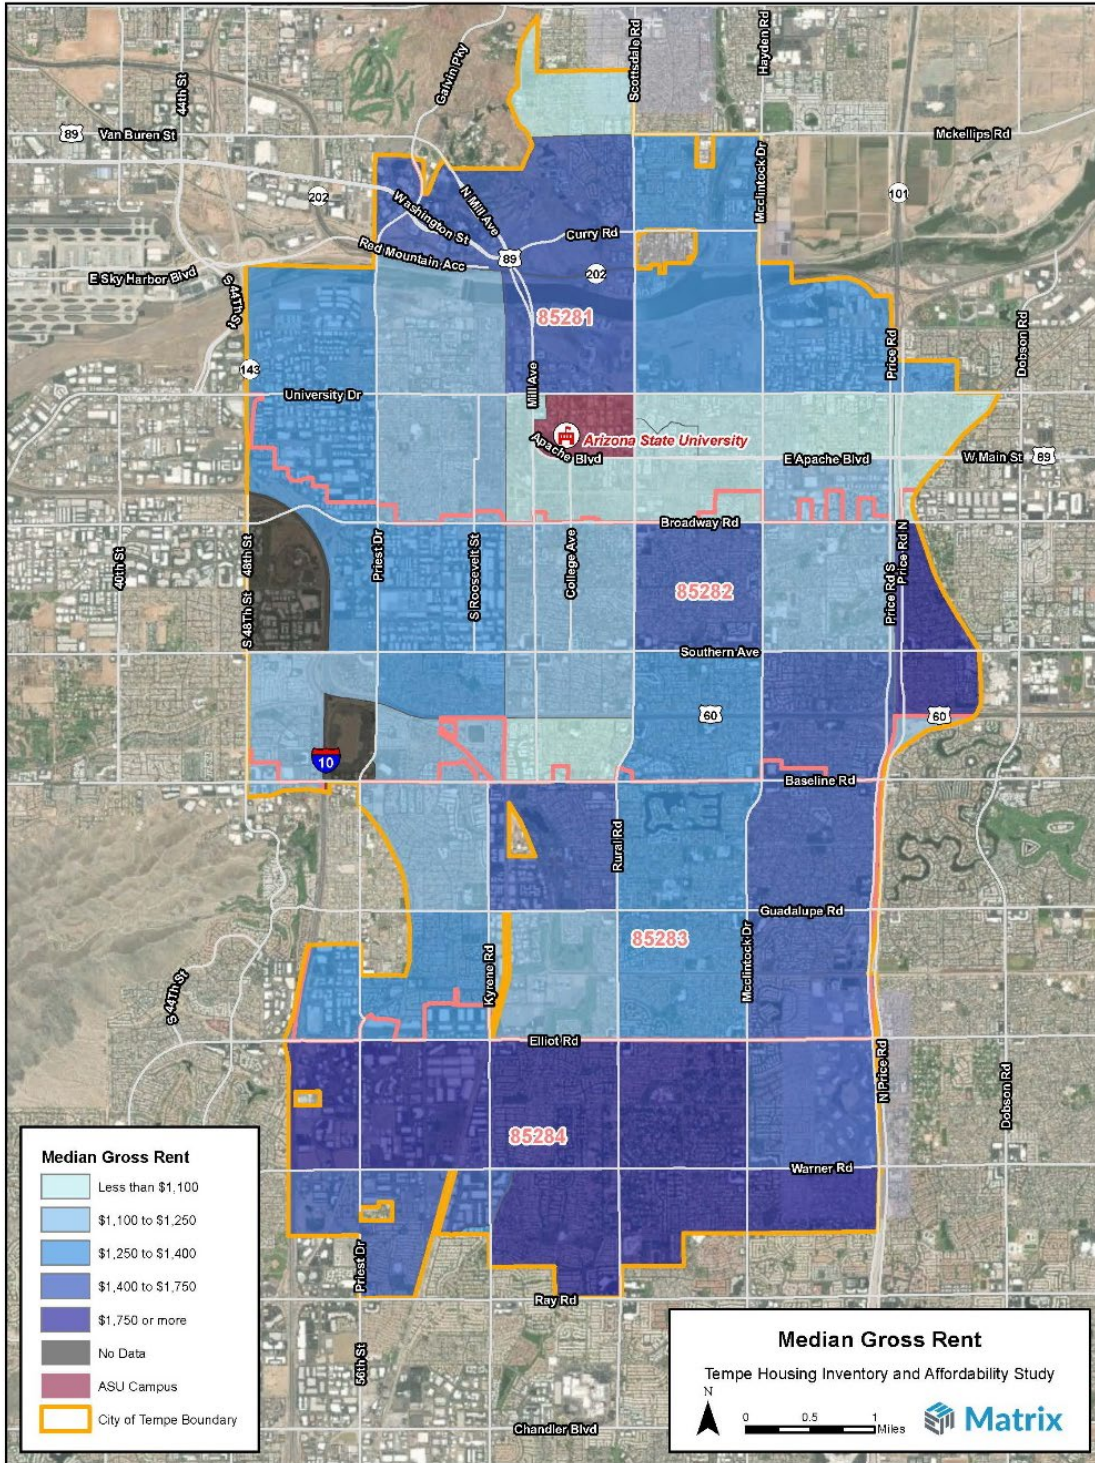 Galvin Pky
Scottsdale Rd
Hayden Rd
44th St
89
Van Buren St
Mckellips Rd
202
Washington St
N Mill Ave
Mcclintock Dr
101
Curry Rd
Red Mountain Acc
89
E Sky Harbor Blvd
202
S 44Th St
85281
Dobson Rd
143
Mill Ave
Price Rd
University Dr
Arizona State University
Apache Blvd
E Apache Blvd
W Main St
89
Broadway Rd
40th St
48th St
Priest Dr
S Roosevelt St
College Ave
Price Rd N
Price Rd S
S 48Th St
85282
Southern Ave
60
60
10
Baseline Rd
Rural Rd
Guadalupe Rd
85283
Kyrene Rd
Mcclintock Dr
S 44Th St
Elliot Rd
N Price Rd
Dobson Rd
85284
Warner Rd
Priest Dr
Ray Rd
56th St
Chandler Blvd
Median Gross Rent
Less than $1,100
$1,100 to $1,250
$1,250 to $1,400
$1,400 to $1,750
$1,750 or more
No Data
ASU Campus
City of Tempe Boundary
Median Gross Rent
Tempe Housing Inventory and Affordability Study
N
0 0.5 1
Miles
Matrix